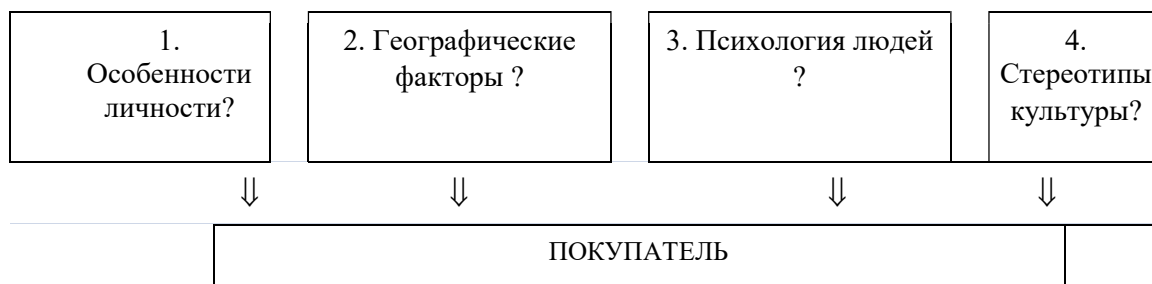 1.
Особенности
личности?
2. Географические
факторы ?
3. Психология людей
?
4.
Стереотипы
культуры?
⇓ ⇓ ⇓ ⇓
ПОКУПАТЕЛЬ